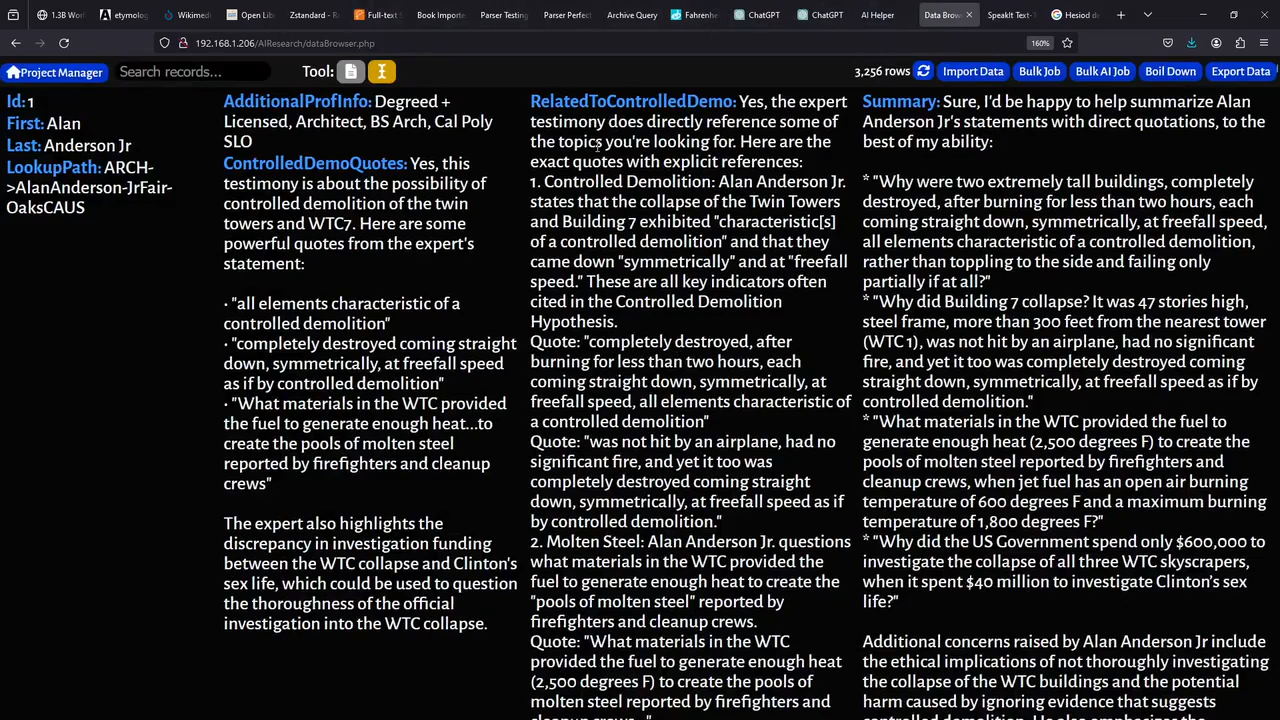 1.3B Wor
etymolog
Wikimedi
Open Lib
Zstandard - R
Full-text S
Book Importe
Parser Testing
Parser Perfect
Archive Query
Fahrenhe
ChatGPT
ChatGPT
AI Helper
Data Brow
SpeakIt Text-
Hesiod d
192.168.1.206/AIResearch/dataBrowser.php
160%
Project Manager
Search records...
Tool:
3,256 rows
Import Data
Bulk Job
Bulk AI Job
Boil Down
Export Data
Id: 1
First: Alan
Last: Anderson Jr
LookupPath: ARCH-
>AlanAnderson-JrFair-
OaksCAUS
AdditionalProfInfo: Degreed +
Licensed, Architect, BS Arch, Cal Poly
SLO
ControlledDemoQuotes: Yes, this
testimony is about the possibility of
controlled demolition of the twin
towers and WTC7. Here are some
powerful quotes from the expert's
statement:
· "all elements characteristic of a
controlled demolition"
· "completely destroyed coming straight
down, symmetrically, at freefall speed
as if by controlled demolition"
· "What materials in the WTC provided
the fuel to generate enough heat...to
create the pools of molten steel
reported by firefighters and cleanup
crews"
The expert also highlights the
discrepancy in investigation funding
between the WTC collapse and Clinton's
sex life, which could be used to question
the thoroughness of the official
investigation into the WTC collapse.
RelatedToControlledDemo: Yes, the expert
testimony does directly reference some of
the topics you're looking for. Here are the
exact quotes with explicit references:
1. Controlled Demolition: Alan Anderson Jr.
states that the collapse of the Twin Towers
and Building 7 exhibited "characteristic[s]
of a controlled demolition" and that they
came down "symmetrically" and at "freefall
speed." These are all key indicators often
cited in the Controlled Demolition
Hypothesis.
Quote: "completely destroyed, after
burning for less than two hours, each
coming straight down, symmetrically, at
freefall speed, all elements characteristic of
a controlled demolition"
Quote: "was not hit by an airplane, had no
significant fire, and yet it too was
completely destroyed coming straight
down, symmetrically, at freefall speed as if
by controlled demolition."
2. Molten Steel: Alan Anderson Jr. questions
what materials in the WTC provided the
fuel to generate enough heat to create the
"pools of molten steel" reported by
firefighters and cleanup crews.
Quote: "What materials in the WTC
provided the fuel to generate enough heat
(2,500 degrees F) to create the pools of
molten steel reported by firefighters and
cleanup crews..."
Summary: Sure, I'd be happy to help summarize Alan
Anderson Jr's statements with direct quotations, to
the best of my ability:
* "Why were two extremely tall buildings, completely
destroyed, after burning for less than two hours, each
coming straight down, symmetrically, at freefall speed,
all elements characteristic of a controlled demolition,
rather than toppling to the side and failing only
partially if at all?"
* "Why did Building 7 collapse? It was 47 stories high,
steel frame, more than 300 feet from the nearest tower
(WTC 1), was not hit by an airplane, had no significant
fire, and yet it too was completely destroyed coming
straight down, symmetrically, at freefall speed as if by
controlled demolition."
* "What materials in the WTC provided the fuel to
generate enough heat (2,500 degrees F) to create the
pools of molten steel reported by firefighters and
cleanup crews, when jet fuel has an open air burning
temperature of 600 degrees F and a maximum burning
temperature of 1,800 degrees F?"
* "Why did the US Government spend only $600,000 to
investigate the collapse of all three WTC skyscrapers,
when it spent $40 million to investigate Clinton's sex
life?"
Additional concerns raised by Alan Anderson Jr include
the ethical implications of not thoroughly investigating
the collapse of the WTC buildings and the potential
harm caused by ignoring evidence that suggests